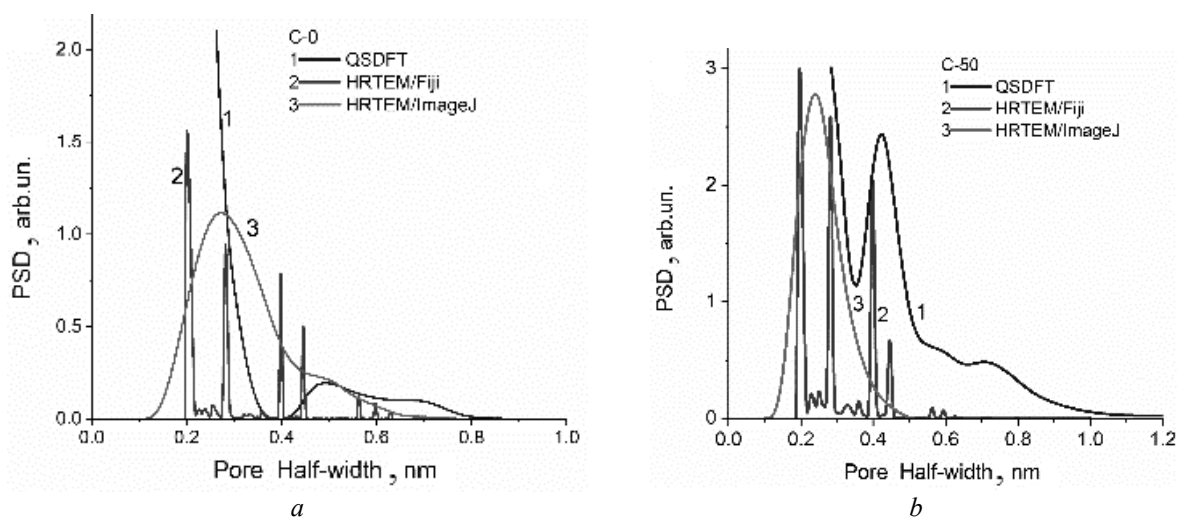 C-0
1 QSDFT
2 HRTEM/Fiji
3 HRTEM/ImageJ
2.0
1.5
1.0
0.5
0.0
1
2
3
PSD, arb.un.
0.0 0.2 0.4 0.6 0.8 1.0
Pore Half-width, nm
a
C-50
1 QSDFT
2 HRTEM/Fiji
3 HRTEM/ImageJ
3
2
1
0
3 2 1
PSD, arb.un.
0.0 0.2 0.4 0.6 0.8 1.0 1.2
Pore Half-width, nm
b